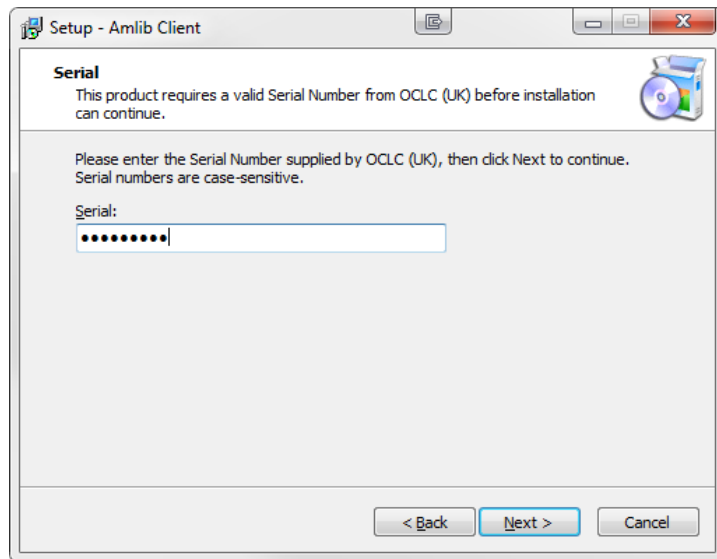 Setup - Amlib Client
Serial
This product requires a valid Serial Number from OCLC (UK) before installation
can continue.
Please enter the Serial Number supplied by OCLC (UK), then click Next to continue.
Serial numbers are case-sensitive.
Serial:
•••••••••
< Back
Next >
Cancel